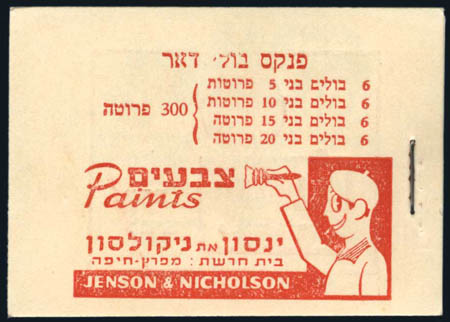 פנקס בולי דאר
6 בולים בני 5 פרוטות
6 בולים בני 10 פרוטות
6 בולים בני 15 פרוטה
6 בולים בני 20 פרוטה
300 פרוטה
צבעים
Paints
ינסון את ניקולסון
בית חרשת: מפרץ-חיפה
JENSON & NICHOLSON